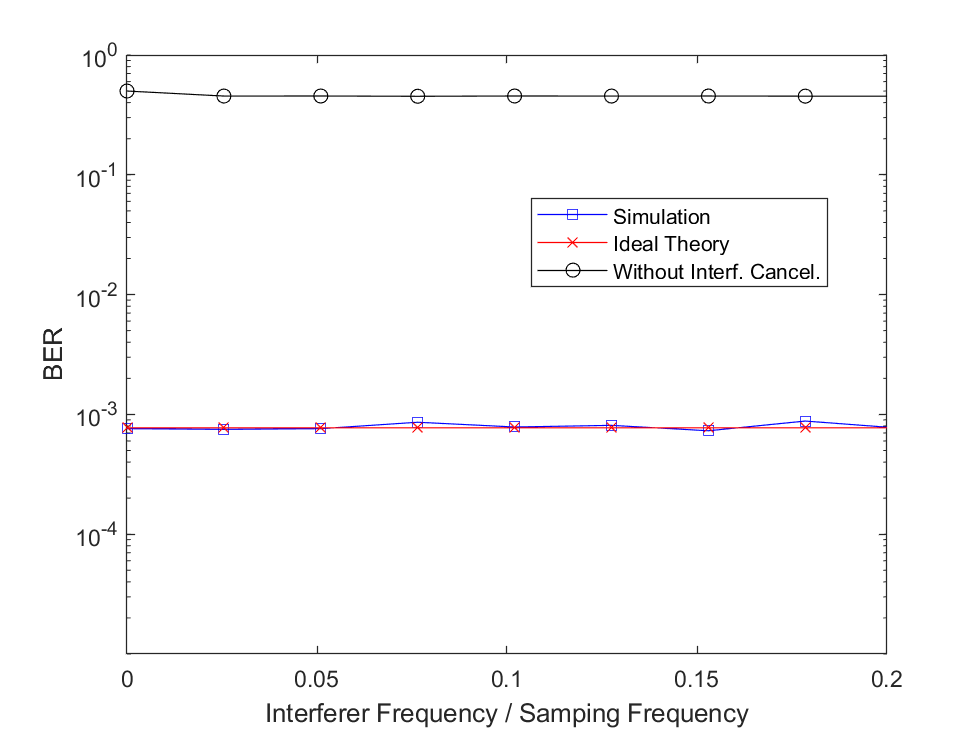 10^0
10^-1
10^-2
10^-3
10^-4
BER
Simulation
Ideal Theory
Without Interf. Cancel.
0 0.05 0.1 0.15 0.2
Interferer Frequency / Samping Frequency